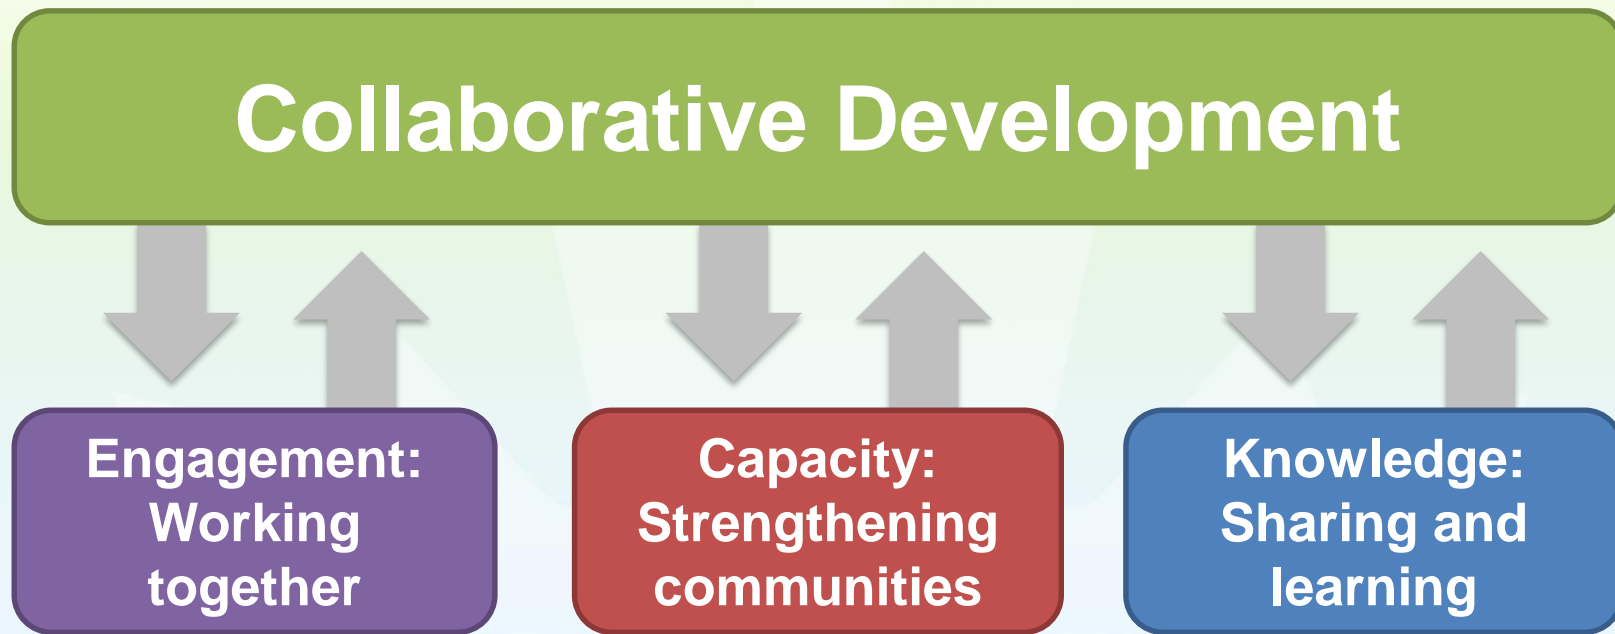 Collaborative Development
Engagement:
Working
together
Capacity:
Strengthening
communities
Knowledge:
Sharing and
learning